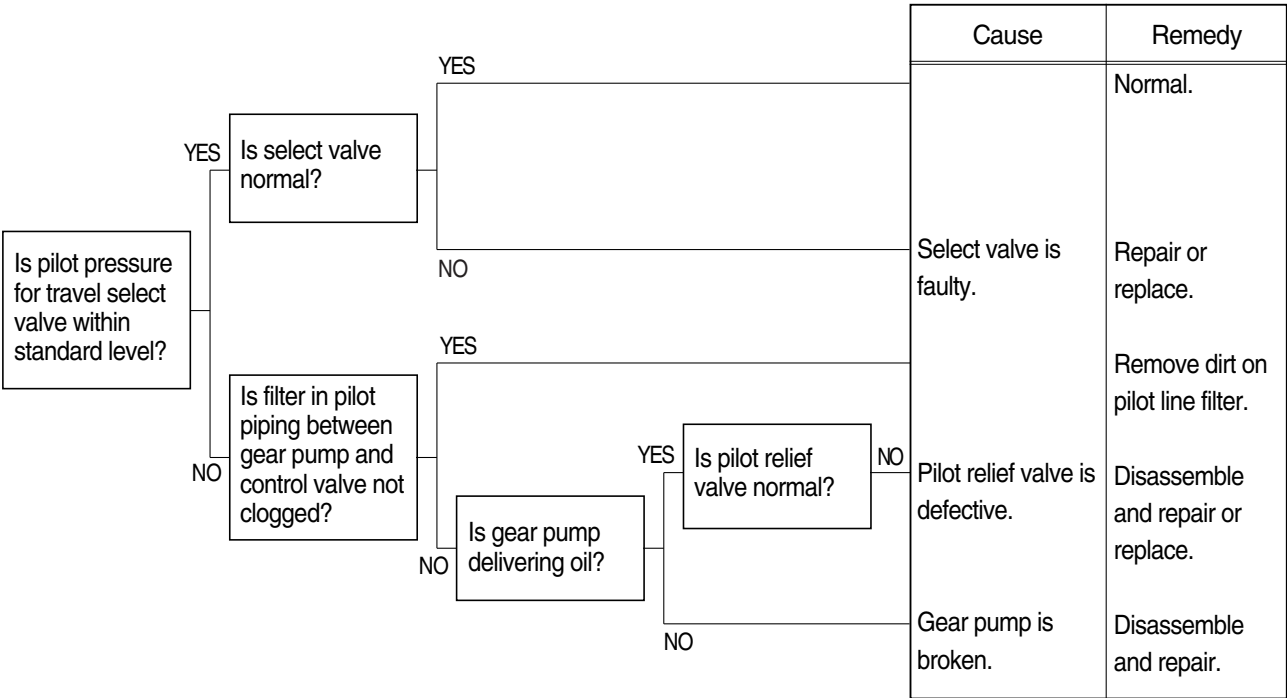 Cause
Remedy
YES
Normal.
YES
Is select valve
normal?
NO
Select valve is
faulty.
Repair or
replace.
Is pilot pressure
for travel select
valve within
standard level?
YES
Remove dirt on
pilot line filter.
NO
Is filter in pilot
piping between
gear pump and
control valve not
clogged?
YES
Is pilot relief
valve normal?
NO
Pilot relief valve is
defective.
Disassemble
and repair or
replace.
NO
Is gear pump
delivering oil?
NO
Gear pump is
broken.
Disassemble
and repair.